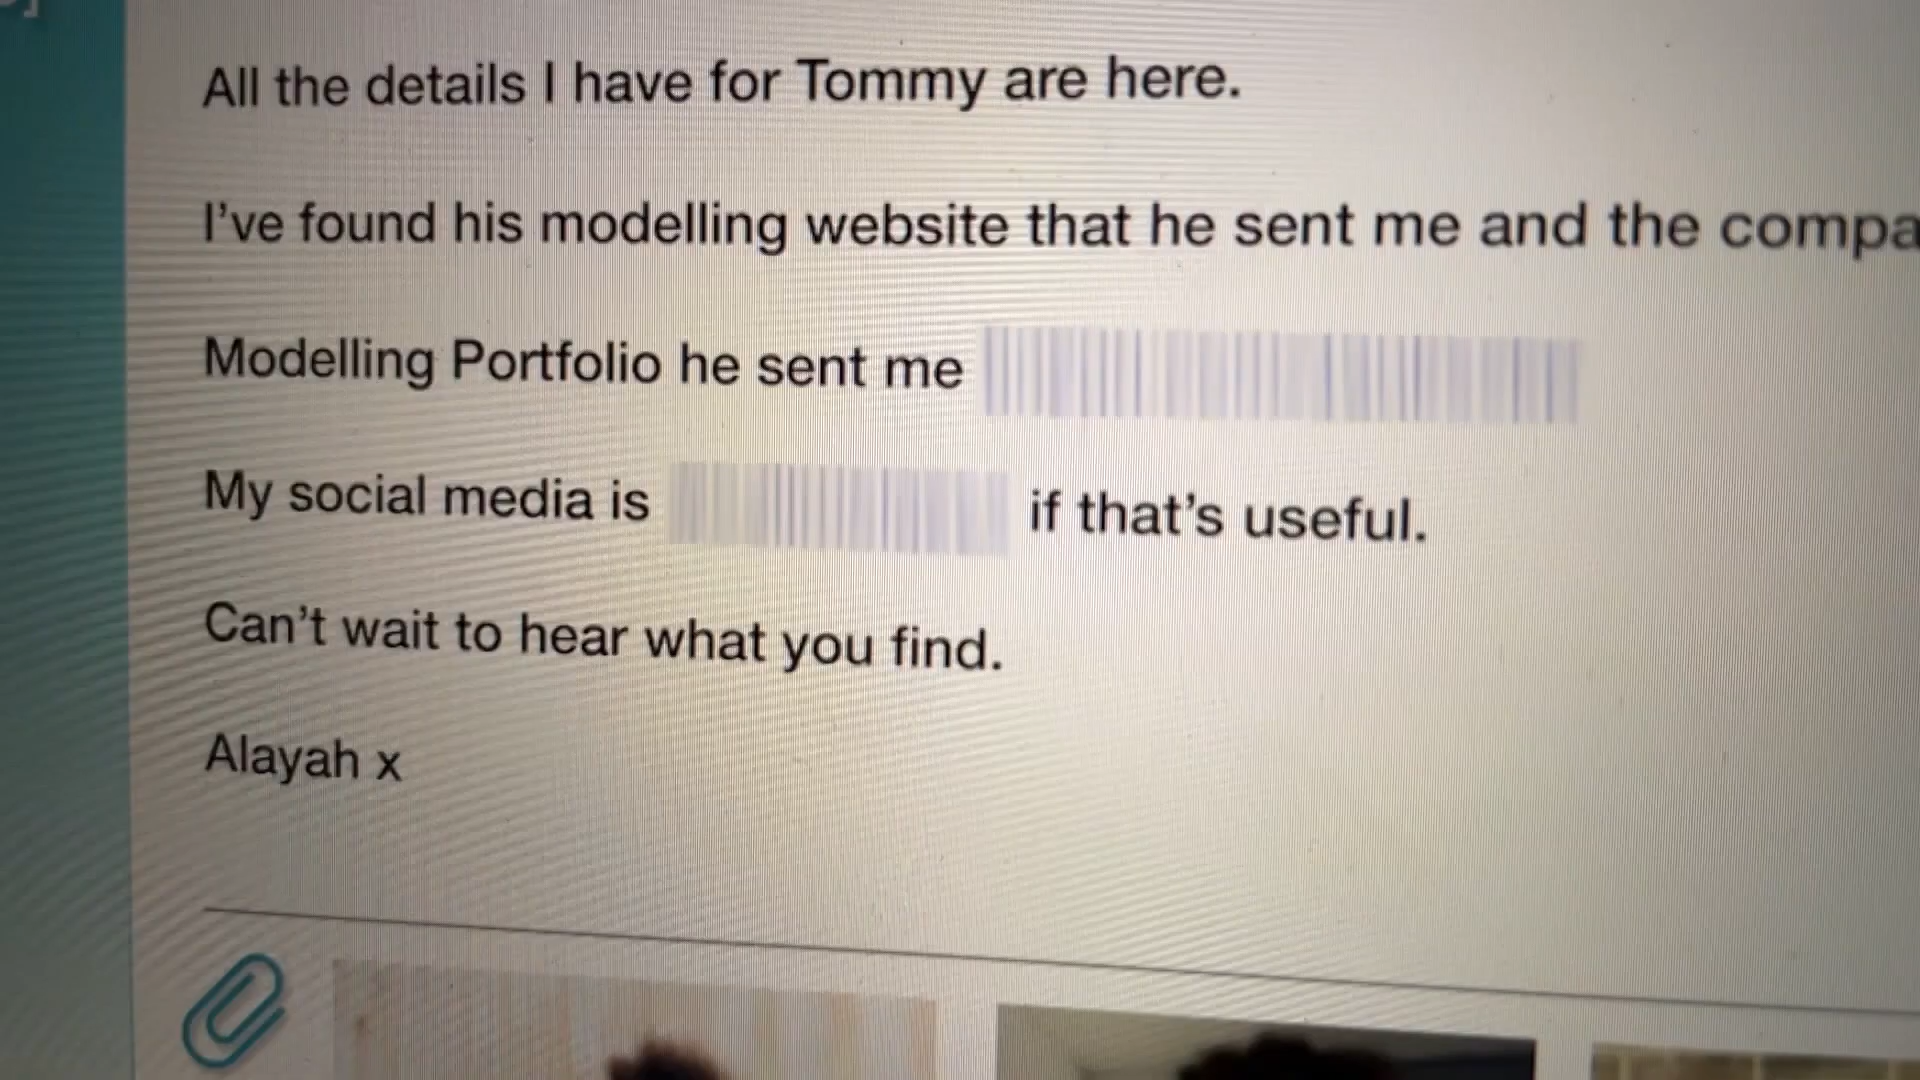 All the details I have for Tommy are here.
I've found his modelling website that he sent me and the compa
Modelling Portfolio he sent me
My social media is if that's useful.
Can't wait to hear what you find.
Alayah x